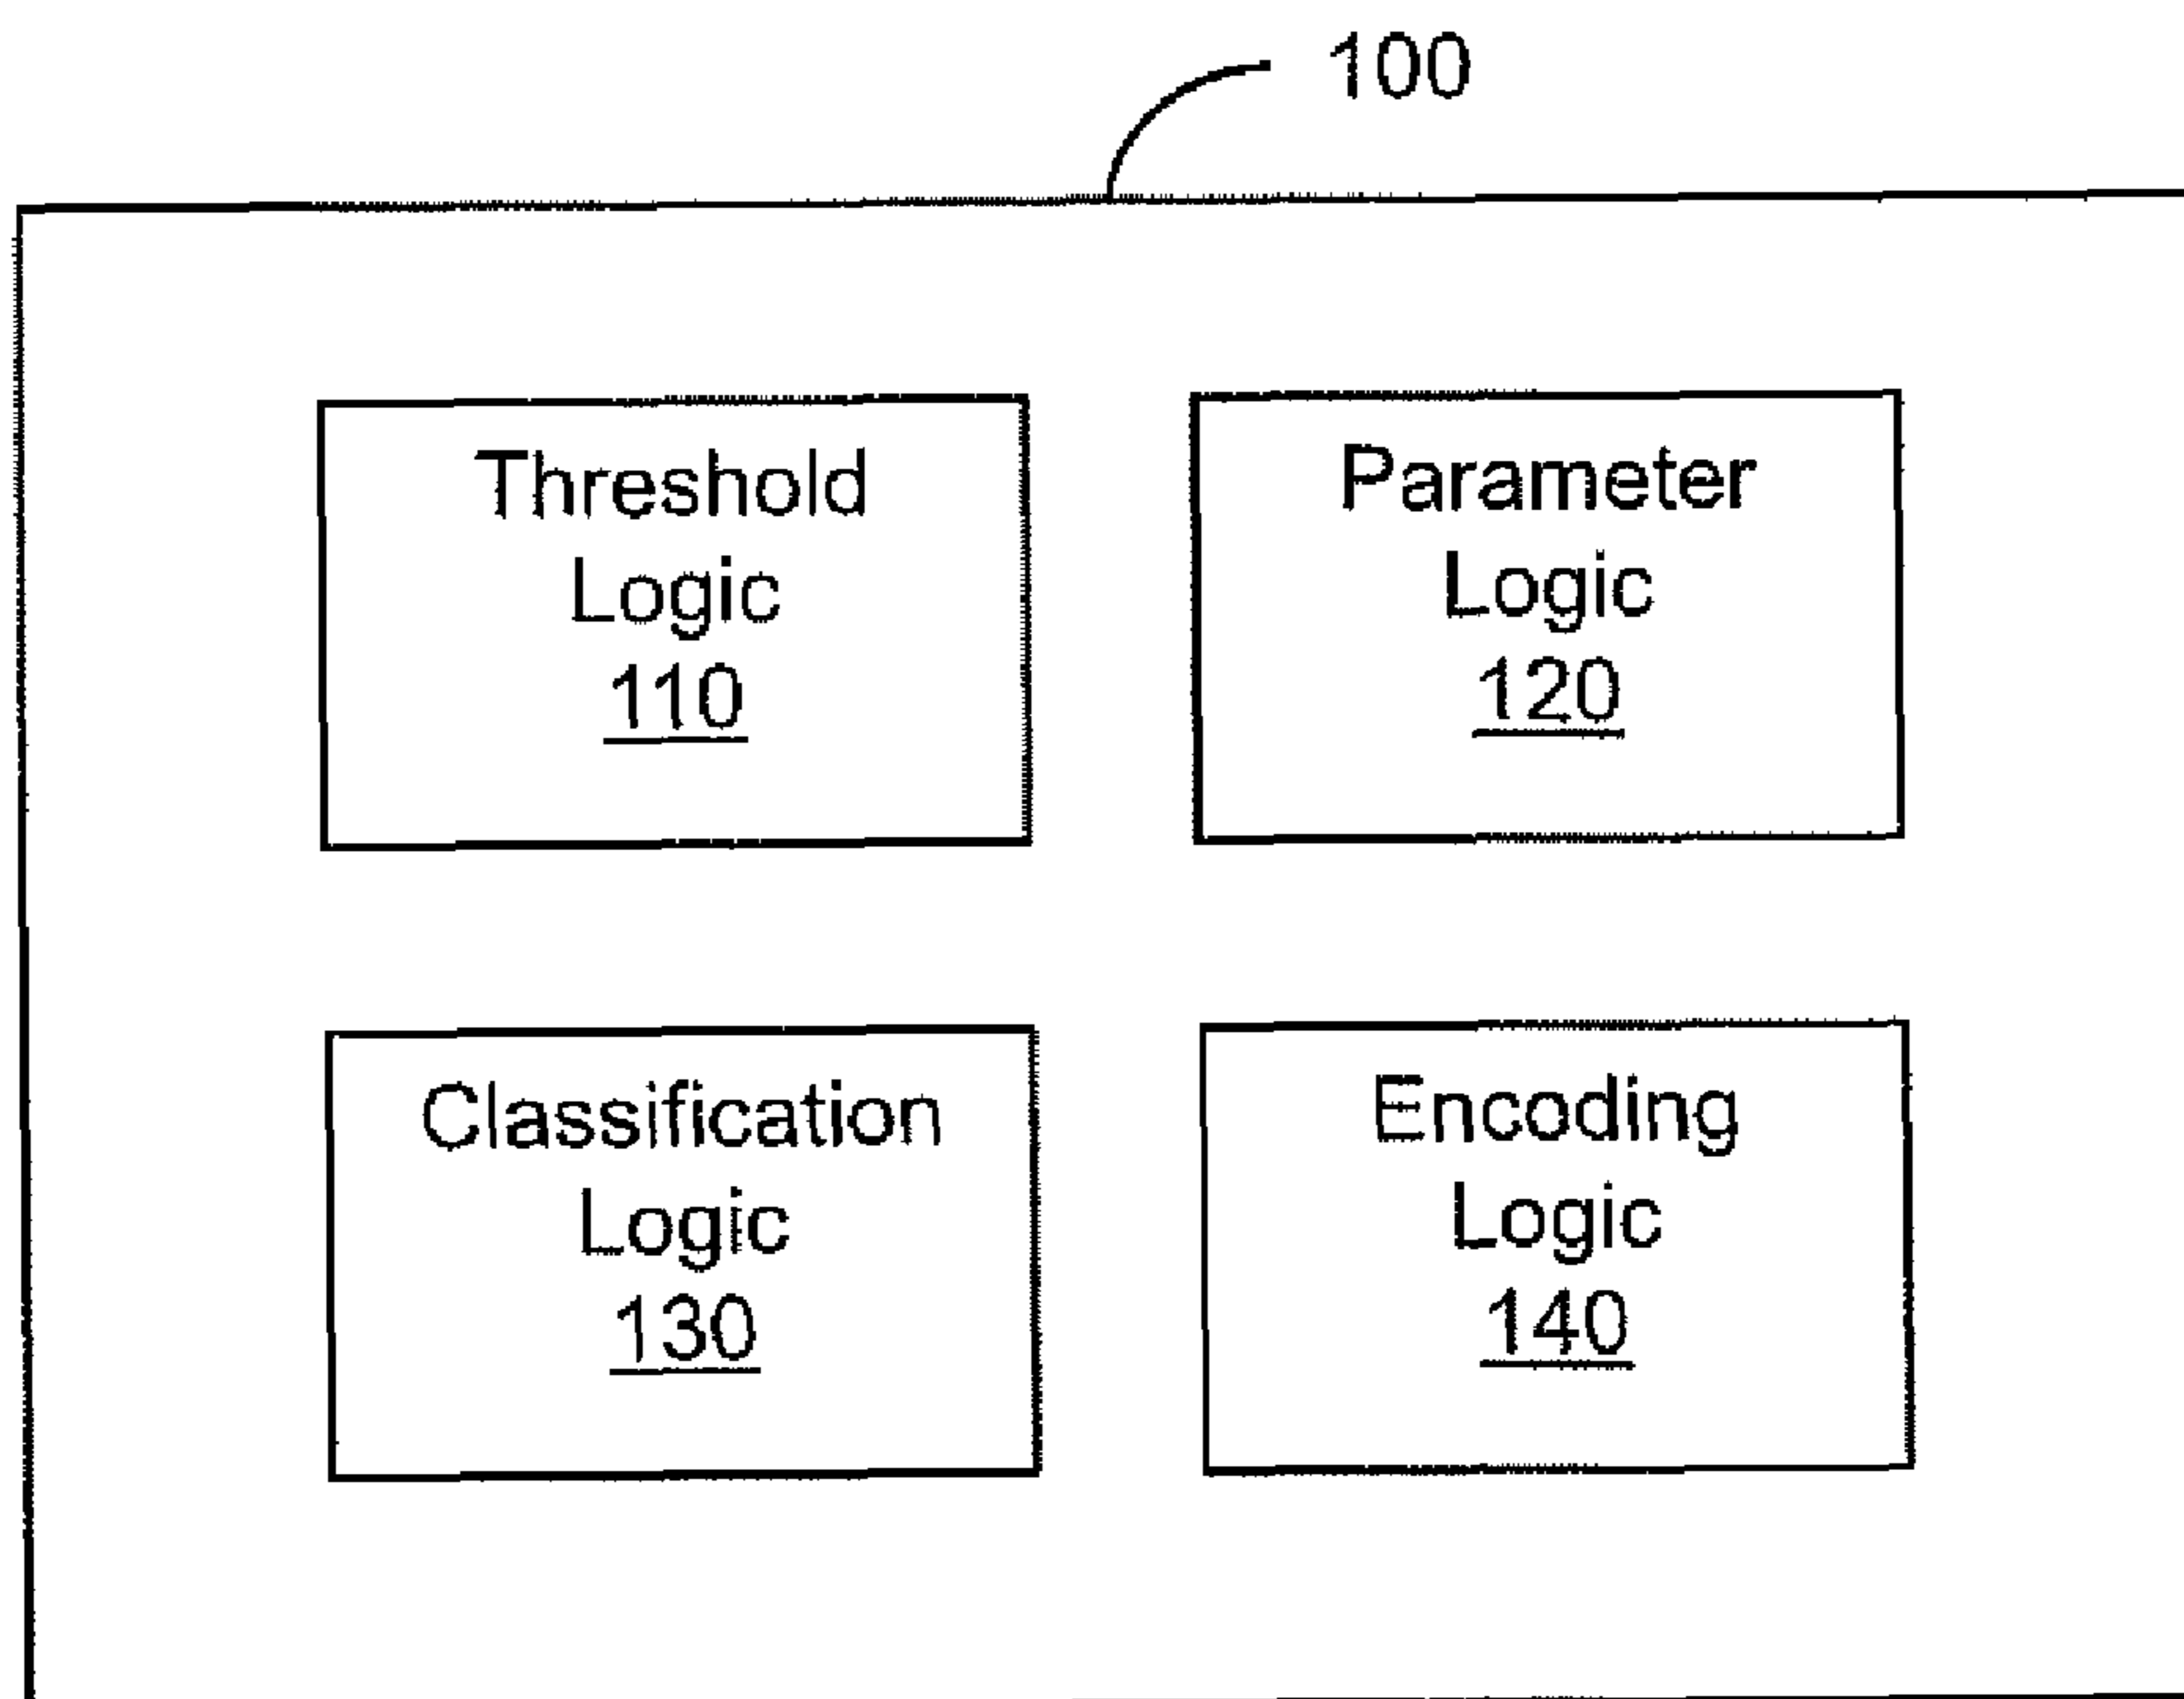 100
Threshold
Logic
110
Parameter
Logic
120
Classification
Logic
130
Encoding
Logic
140